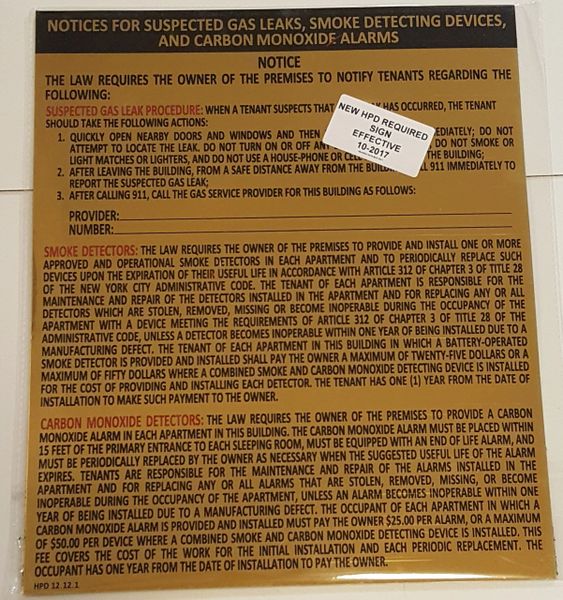 NOTICES FOR SUSPECTED GAS LEAKS, SMOKE DETECTING DEVICES,
AND CARBON MONOXIDE ALARMS
NOTICE
THE LAW REQUIRES THE OWNER OF THE PREMISES TO NOTIFY TENANTS REGARDING THE
FOLLOWING:
SUSPECTED GAS LEAK PROCEDURE: WHEN A TENANT SUSPECTS THAT HAS OCCURRED, THE TENANT
SHOULD TAKE THE FOLLOWING ACTIONS:
NEW HPD REQUIRED
SIGN
EFFECTIVE
10-2017
1. QUICKLY OPEN NEARBY DOORS AND WINDOWS AND THEN DO NOT
ATTEMPT TO LOCATE THE LEAK. DO NOT TURN ON OR OFF DO NOT SMOKE OR
LIGHT MATCHES OR LIGHTERS, AND DO NOT USE A HOUSE-PHONE OR THE BUILDING;
2. AFTER LEAVING THE BUILDING, FROM A SAFE DISTANCE AWAY FROM THE BUILDING, 911 IMMEDIATELY TO
REPORT THE SUSPECTED GAS LEAK;
3. AFTER CALLING 911, CALL THE GAS SERVICE PROVIDER FOR THIS BUILDING AS FOLLOWS:
PROVIDER:
NUMBER:
SMOKE DETECTORS: THE LAW REQUIRES THE OWNER OF THE PREMISES TO PROVIDE AND INSTALL ONE OR MORE
APPROVED AND OPERATIONAL SMOKE DETECTORS IN EACH APARTMENT AND TO PERIODICALLY REPLACE SUCH
DEVICES UPON THE EXPIRATION OF THEIR USEFUL LIFE IN ACCORDANCE WITH ARTICLE 312 OF CHAPTER 3 OF TITLE 28
OF THE NEW YORK CITY ADMINISTRATIVE CODE. THE TENANT OF EACH APARTMENT IS RESPONSIBLE FOR THE
MAINTENANCE AND REPAIR OF THE DETECTORS INSTALLED IN THE APARTMENT AND FOR REPLACING ANY OR ALL
DETECTORS WHICH ARE STOLEN, REMOVED, MISSING OR BECOME INOPERABLE DURING THE OCCUPANCY OF THE
APARTMENT WITH A DEVICE MEETING THE REQUIREMENTS OF ARTICLE 312 OF CHAPTER 3 OF TITLE 28 OF THE
ADMINISTRATIVE CODE, UNLESS A DETECTOR BECOMES INOPERABLE WITHIN ONE YEAR OF BEING INSTALLED DUE TO A
MANUFACTURING DEFECT. THE TENANT OF EACH APARTMENT IN THIS BUILDING IN WHICH A BATTERY-OPERATED
SMOKE DETECTOR IS PROVIDED AND INSTALLED SHALL PAY THE OWNER A MAXIMUM OF TWENTY-FIVE DOLLARS OR A
MAXIMUM OF FIFTY DOLLARS WHERE A COMBINED SMOKE AND CARBON MONOXIDE DETECTING DEVICE IS INSTALLED
FOR THE COST OF PROVIDING AND INSTALLING EACH DETECTOR. THE TENANT HAS ONE (1) YEAR FROM THE DATE OF
INSTALLATION TO MAKE SUCH PAYMENT TO THE OWNER.
CARBON MONOXIDE DETECTORS: THE LAW REQUIRES THE OWNER OF THE PREMISES TO PROVIDE A CARBON
MONOXIDE ALARM IN EACH APARTMENT IN THIS BUILDING. THE CARBON MONOXIDE ALARM MUST BE PLACED WITHIN
15 FEET OF THE PRIMARY ENTRANCE TO EACH SLEEPING ROOM, MUST BE EQUIPPED WITH AN END OF LIFE ALARM, AND
MUST BE PERIODICALLY REPLACED BY THE OWNER AS NECESSARY WHEN THE SUGGESTED USEFUL LIFE OF THE ALARM
EXPIRES. TENANTS ARE RESPONSIBLE FOR THE MAINTENANCE AND REPAIR OF THE ALARMS INSTALLED IN THE
APARTMENT AND FOR REPLACING ANY OR ALL ALARMS THAT ARE STOLEN, REMOVED, MISSING, OR BECOME
INOPERABLE DURING THE OCCUPANCY OF THE APARTMENT, UNLESS AN ALARM BECOMES INOPERABLE WITHIN ONE
YEAR OF BEING INSTALLED DUE TO A MANUFACTURING DEFECT. THE OCCUPANT OF EACH APARTMENT IN WHICH A
CARBON MONOXIDE ALARM IS PROVIDED AND INSTALLED MUST PAY THE OWNER $25.00 PER ALARM, OR A MAXIMUM
OF $50.00 PER DEVICE WHERE A COMBINED SMOKE AND CARBON MONOXIDE DETECTING DEVICE IS INSTALLED. THIS
FEE COVERS THE COST OF THE WORK FOR THE INITIAL INSTALLATION AND EACH PERIODIC REPLACEMENT. THE
OCCUPANT HAS ONE YEAR FROM THE DATE OF INSTALLATION TO PAY THE OWNER.
HPD 12.12.1